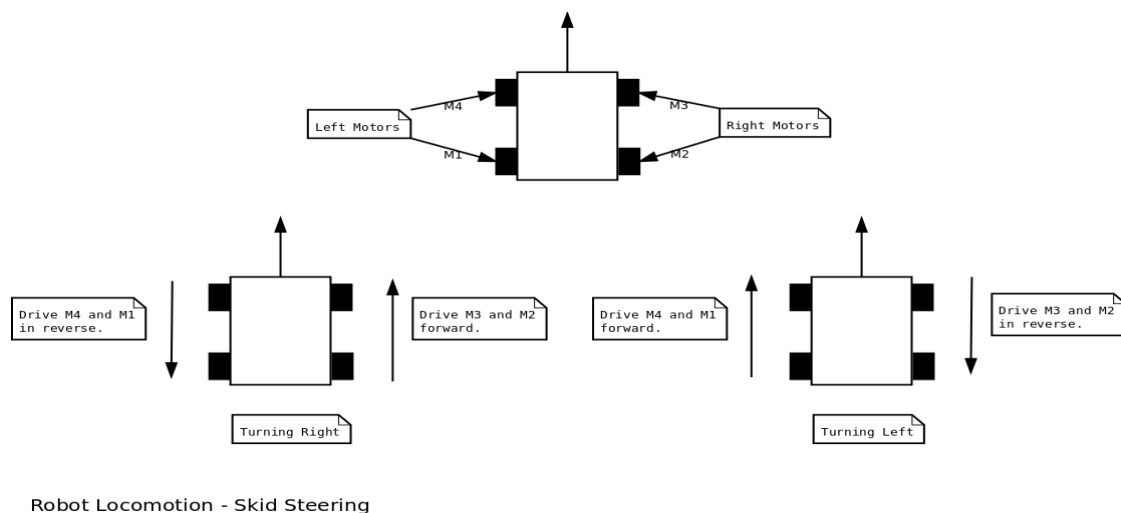 M4
M3
Left Motors
Right Motors
M1
M2
Drive M4 and M1
in reverse.
Drive M3 and M2
forward.
Drive M4 and M1
forward.
Drive M3 and M2
in reverse.
Turning Right
Turning Left
Robot Locomotion - Skid Steering